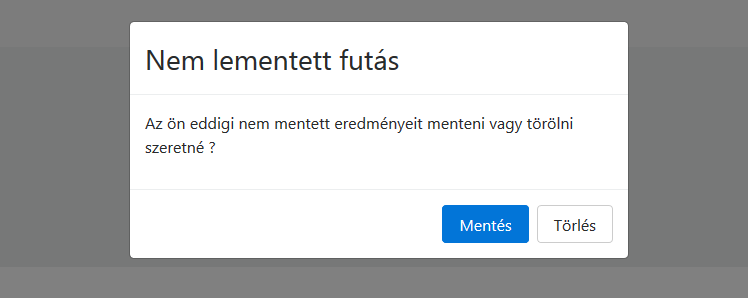 Nem lementett futás
Az ön eddigi nem mentett eredményeit menteni vagy törölni
szeretné ?
Mentés
Törlés